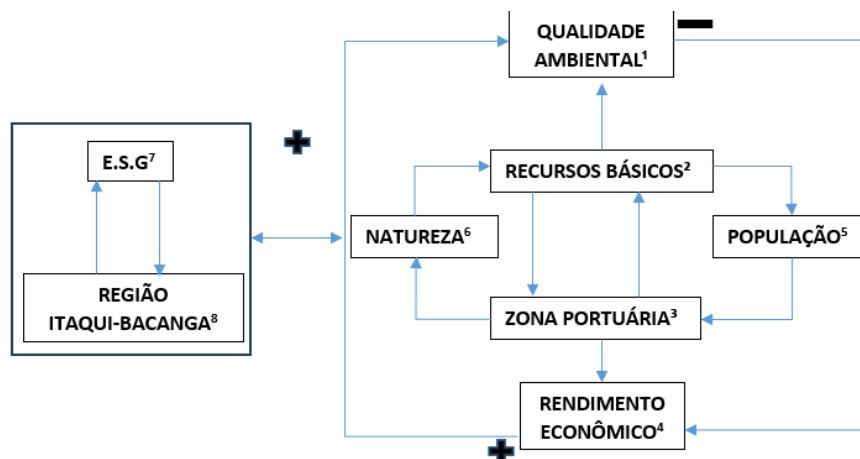 QUALIDADE
AMBIENTAL¹
E.S.G⁷
RECURSOS BÁSICOS²
NATUREZA⁶
POPULAÇÃO⁵
REGIÃO
ITAQUI-BACANGA⁸
ZONA PORTUÁRIA³
RENDIMENTO
ECONÔMICO⁴